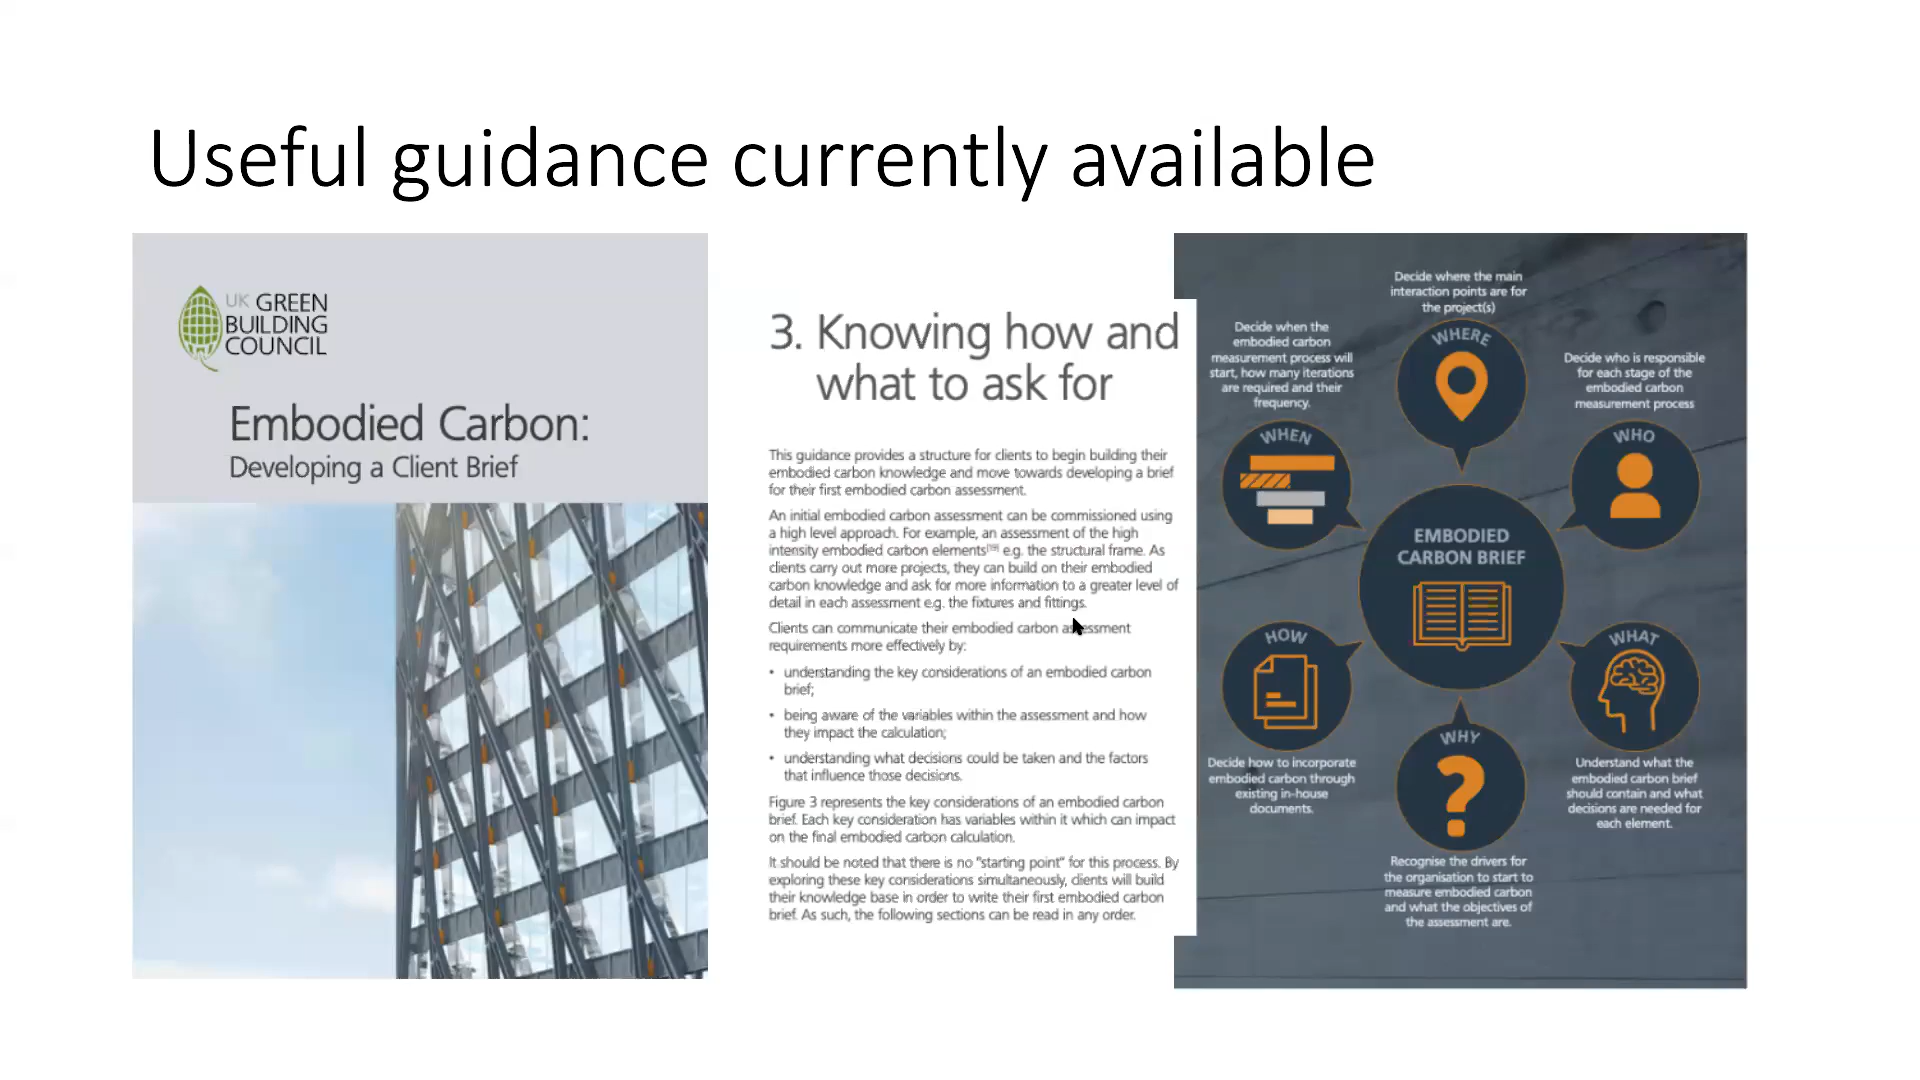 Useful guidance currently available
UK GREEN
BUILDING
COUNCIL
Embodied Carbon:
Developing a Client Brief
3. Knowing how and
what to ask for
This guidance provides a structure for clients to begin building their
embodied carbon knowledge and move towards developing a brief
for their first embodied carbon assessment.
An initial embodied carbon assessment can be commissioned using
a high level approach. For example, an assessment of the high
intensity embodied carbon elements e.g. the structural frame. As
clients carry out more projects, they can build on their embodied
carbon knowledge and ask for more information to a greater level of
detail in each assessment e.g. the fixtures and fittings.
Clients can communicate their embodied carbon assessment
requirements more effectively by:
• understanding the key considerations of an embodied carbon
brief;
• being aware of the variables within the assessment and how
they impact the calculation;
• understanding what decisions could be taken and the factors
that influence those decisions.
Figure 3 represents the key considerations of an embodied carbon
brief. Each key consideration has variables within it which can impact
on the final embodied carbon calculation.
It should be noted that there is no "starting point" for this process. By
exploring these key considerations simultaneously, clients will build
their knowledge base in order to write their first embodied carbon
brief. As such, the following sections can be read in any order.
Decide where the main
interaction points are for
the project(s)
WHERE
Decide when the
embodied carbon
measurement process will
start, how many iterations
are required and their
frequency.
WHEN
Decide who is responsible
for each stage of the
embodied carbon
measurement process
WHO
EMBODIED
CARBON BRIEF
HOW
Decide how to incorporate
embodied carbon through
existing in-house
documents.
WHAT
Understand what the
embodied carbon brief
should contain and what
decisions are needed for
each element.
WHY
Recognise the drivers for
the organisation to start to
measure embodied carbon
and what the objectives of
the assessment are.